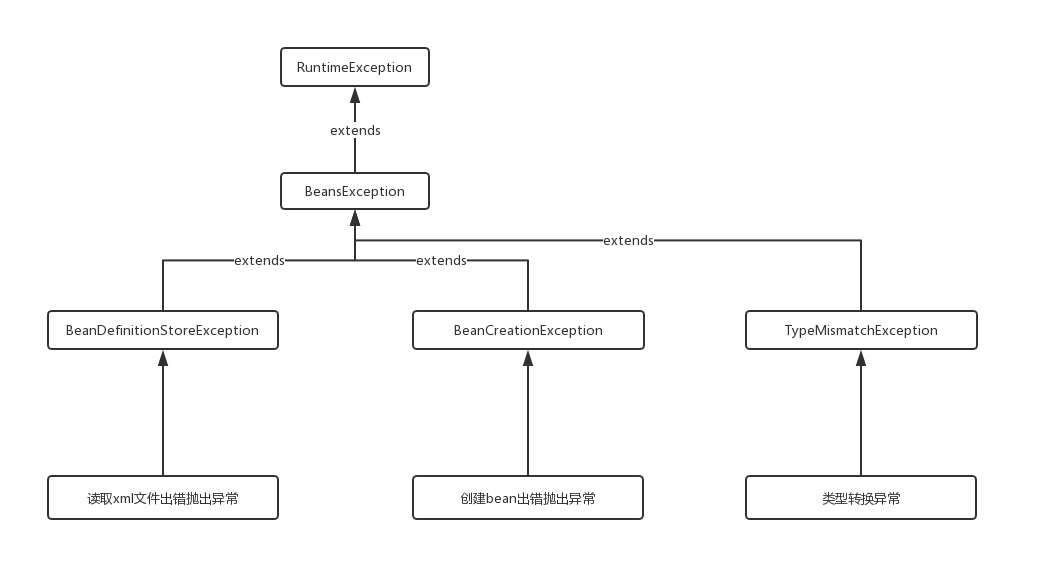 RuntimeException
extends
BeansException
extends
extends
extends
BeanDefinitionStoreException
BeanCreationException
TypeMismatchException
读取xml文件出错抛出异常
创建bean出错抛出异常
类型转换异常